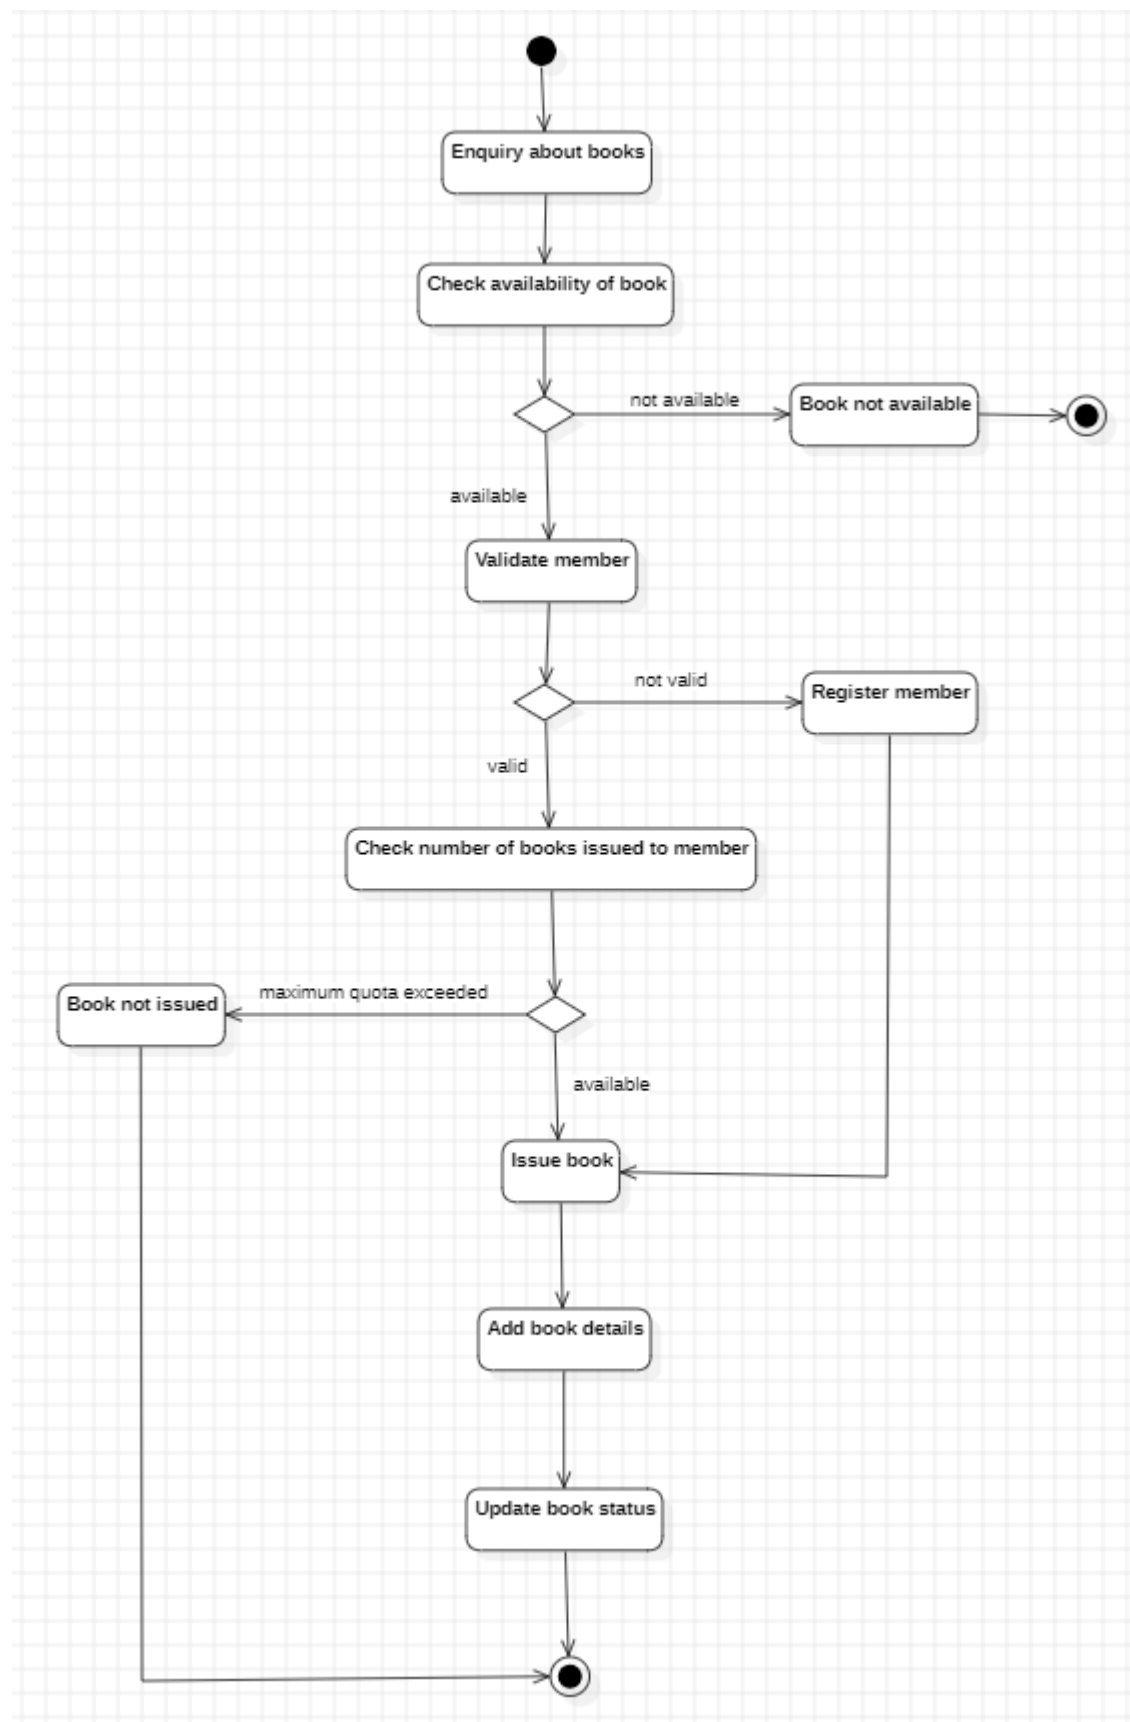 Enquiry about books
Check availability of book
not available
Book not available
available
Validate member
not valid
Register member
valid
Check number of books issued to member
maximum quota exceeded
Book not issued
available
Issue book
Add book details
Update book status